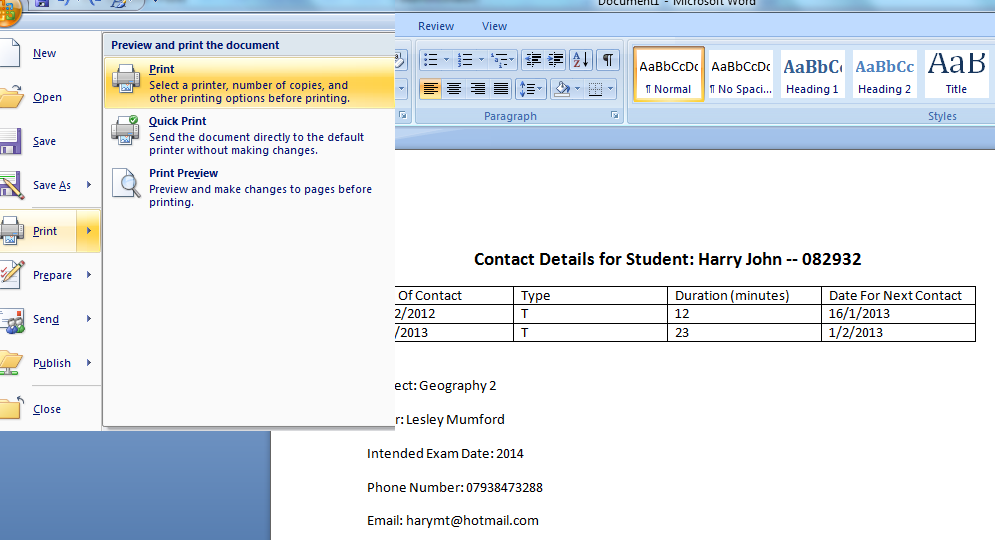 Document1 - Microsoft Word
Review View
New
Open
Save
Save As
Print
Prepare
Send
Publish
Close
Preview and print the document
Print
Select a printer, number of copies, and
other printing options before printing.
Quick Print
Send the document directly to the default
printer without making changes.
Print Preview
Preview and make changes to pages before
printing.
AaBbCcDc AaBbCcDc AaBbCc AaBbCc AaB
¶ Normal ¶ No Spaci... Heading 1 Heading 2 Title
Paragraph Styles
Contact Details for Student: Harry John -- 082932
Of Contact Type Duration (minutes) Date For Next Contact
2/2012 T 12 16/1/2013
/2013 T 23 1/2/2013
ect: Geography 2
r: Lesley Mumford
Intended Exam Date: 2014
Phone Number: 07938473288
Email: harymt@hotmail.com